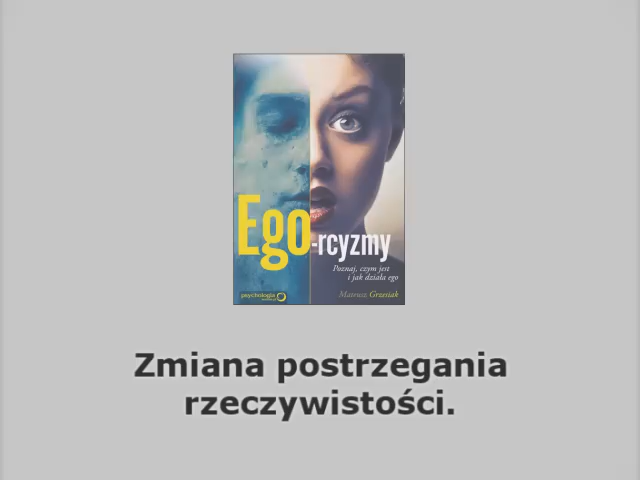 Ego-rcyzmy
Poznaj, czym jest
i jak działa ego
Mateusz Grzesiak
psychologia
Zmiana postrzegania
rzeczywistości.